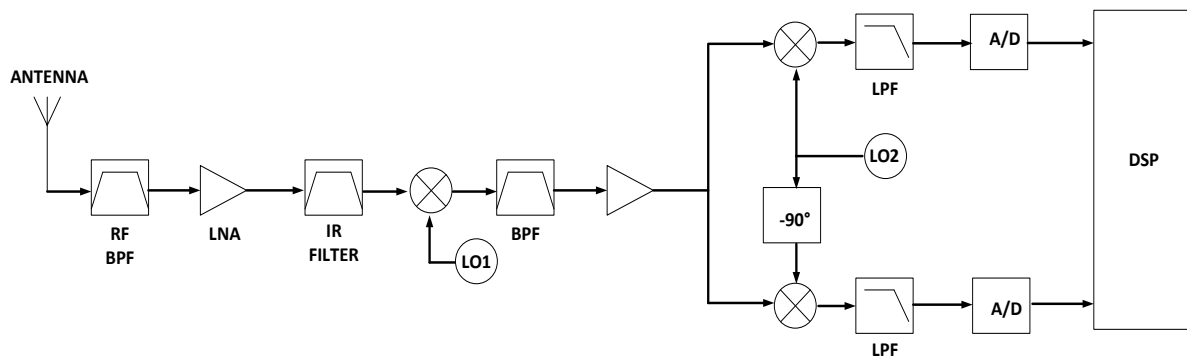 ANTENNA
RF
BPF
LNA
IR
FILTER
LO1
BPF
LPF
A/D
LO2
-90°
LPF
A/D
DSP